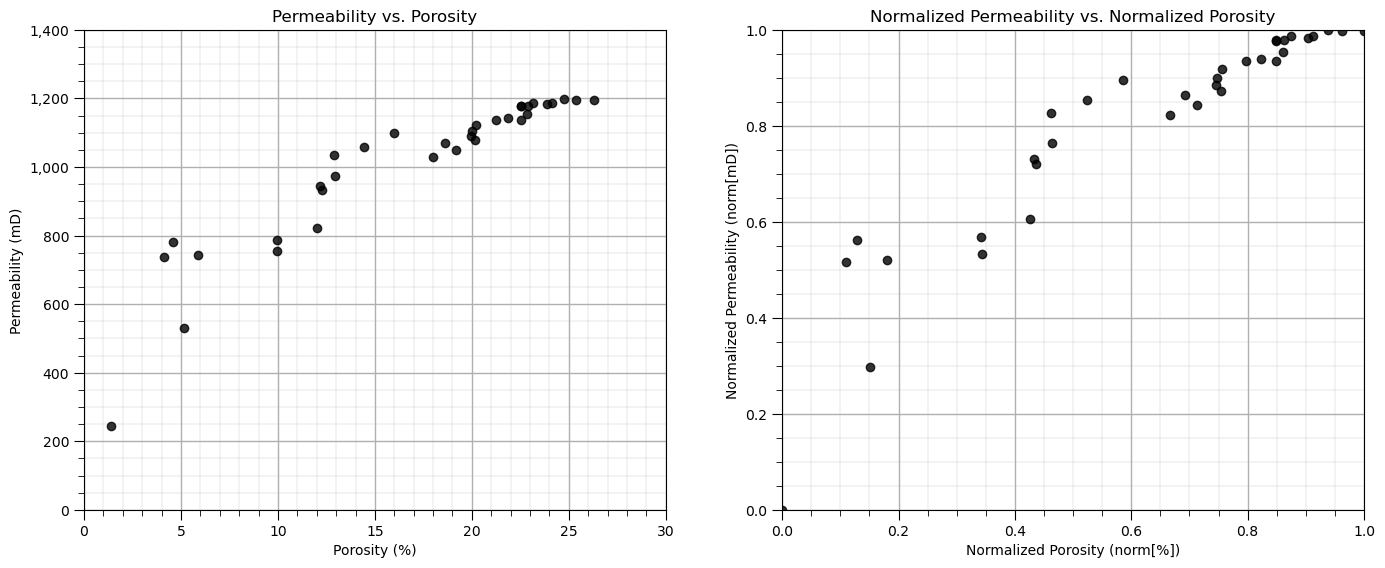 Permeability vs. Porosity
1,400
1,200
1,000
800
600
400
200
0
Permeability (mD)
0 5 10 15 20 25 30
Porosity (%)
Normalized Permeability vs. Normalized Porosity
1.0
0.8
0.6
0.4
0.2
0.0
Normalized Permeability (norm[mD])
0.0 0.2 0.4 0.6 0.8 1.0
Normalized Porosity (norm[%])